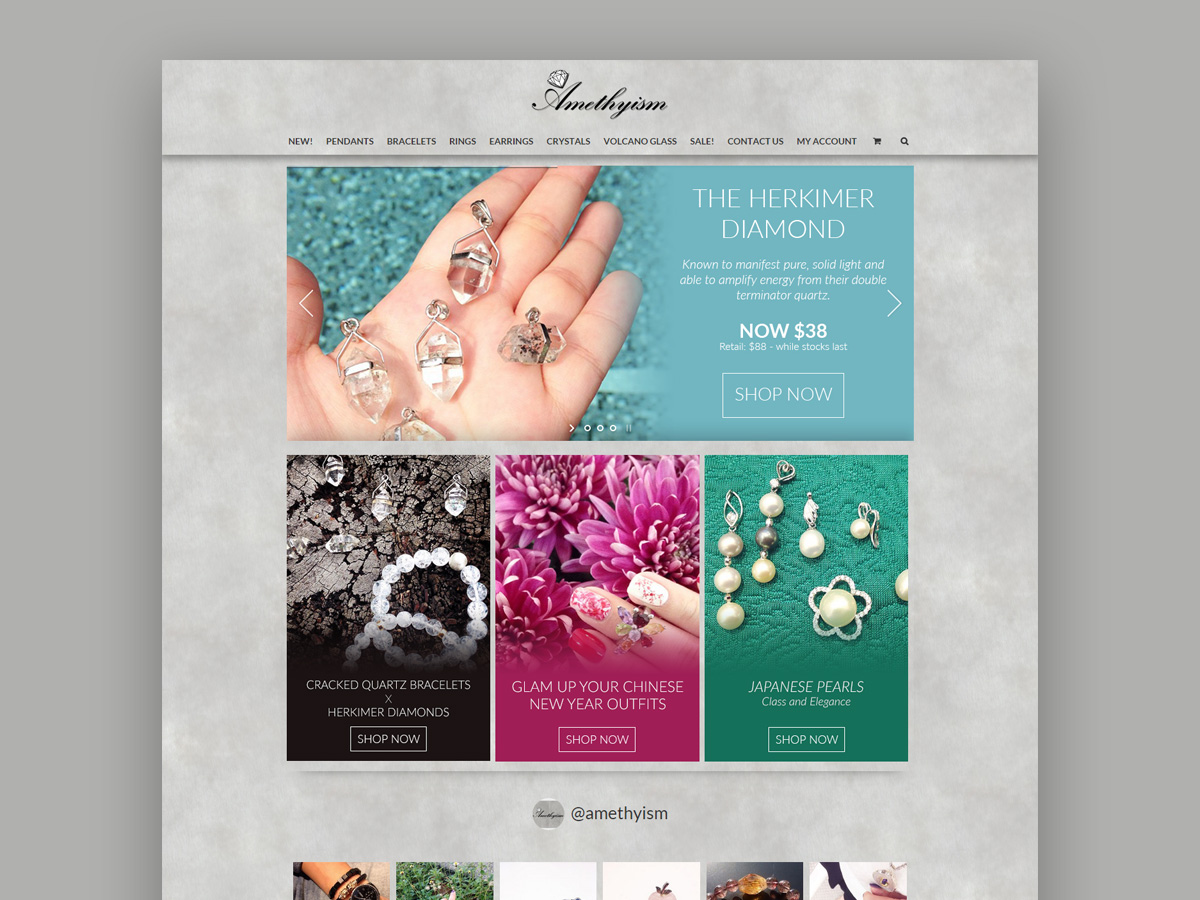 Amethyism
NEW! PENDANTS BRACELETS RINGS EARRINGS CRYSTALS VOLCANO GLASS SALE! CONTACT US MY ACCOUNT
THE HERKIMER
DIAMOND
Known to manifest pure, solid light and
able to amplify energy from their double
terminator quartz.
NOW $38
Retail: $88 - while stocks last
SHOP NOW
CRACKED QUARTZ BRACELETS
X
HERKIMER DIAMONDS
SHOP NOW
GLAM UP YOUR CHINESE
NEW YEAR OUTFITS
SHOP NOW
JAPANESE PEARLS
Class and Elegance
SHOP NOW
Amethyism
@amethyism